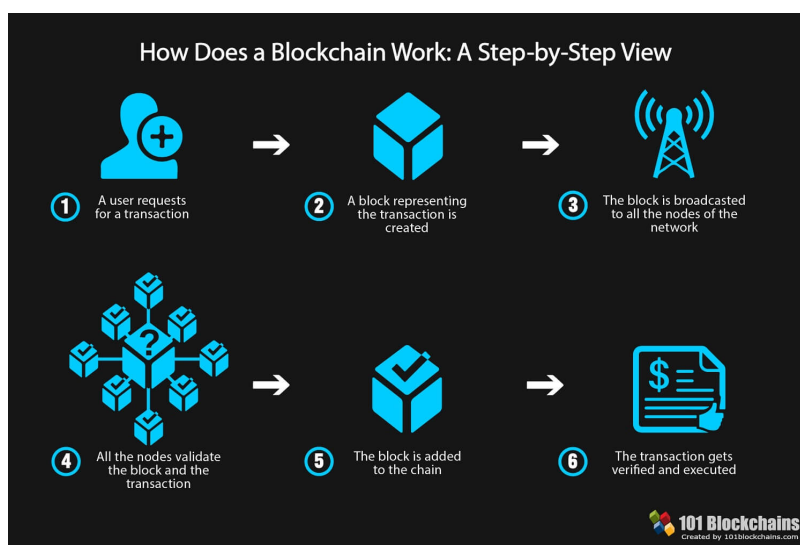 How Does a Blockchain Work: A Step-by-Step View
1
A user requests
for a transaction
2
A block representing
the transaction is
created
3
The block is broadcasted
to all the nodes of the
network
?
4
All the nodes validate
the block and the
transaction
5
The block is added
to the chain
$
6
The transaction gets
verified and executed
101 Blockchains
Created by 101blockchains.com